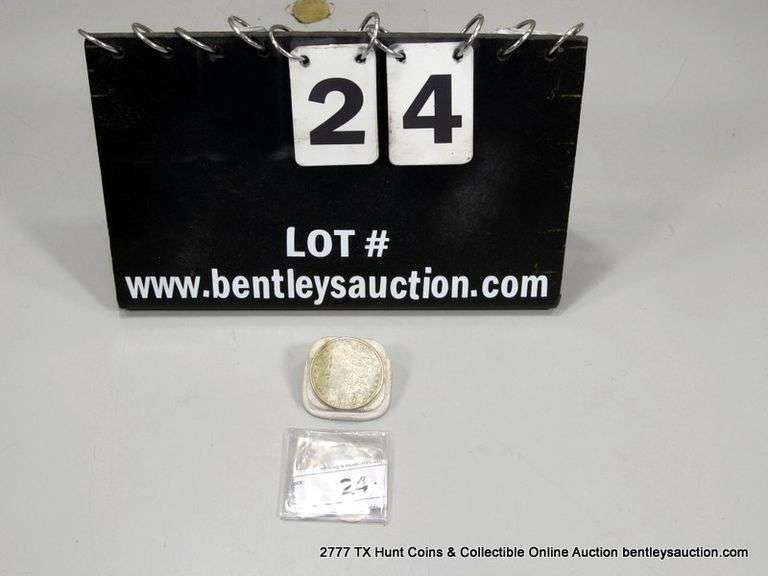 24
LOT #
www.bentleysauction.com
24
2777 TX Hunt Coins & Collectible Online Auction bentleysauction.com